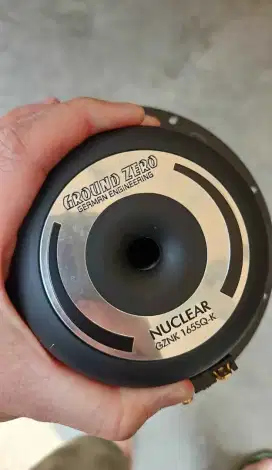 GROUND ZERO
GERMAN ENGINEERING
NUCLEAR
GZNK 165SQ-K